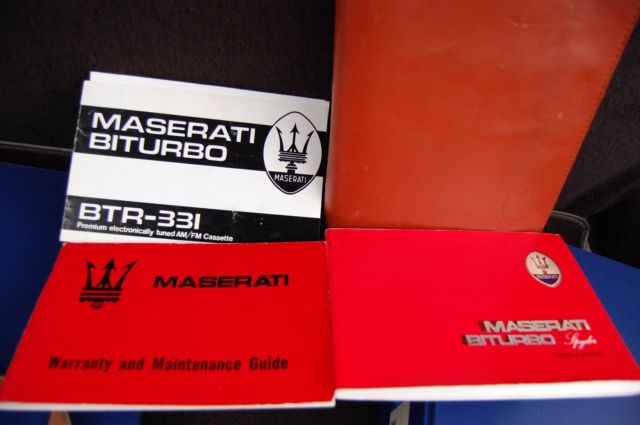 MASERATI
BITURBO
MASERATI
BTR-331
Premium electronically tuned AM/FM Cassette
MASERATI
Warranty and Maintenance Guide
MASERATI
MASERATI
BITURBO Spyder